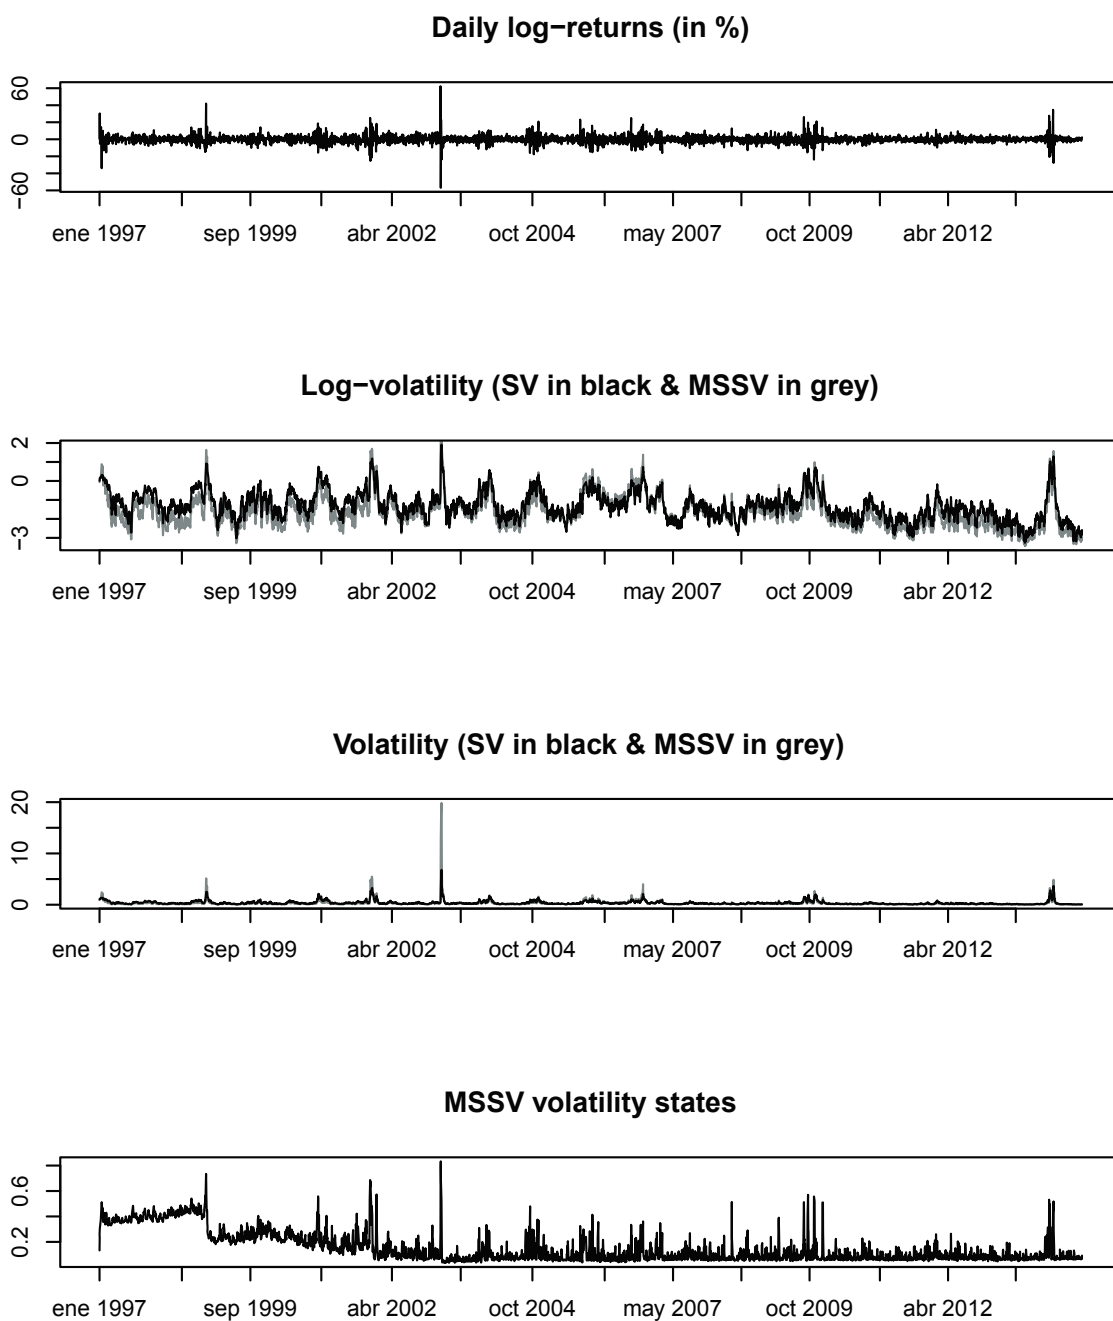 Daily log−returns (in %)
60
0
−60
ene 1997 sep 1999 abr 2002 oct 2004 may 2007 oct 2009 abr 2012
Log−volatility (SV in black & MSSV in grey)
2
0
−3
ene 1997 sep 1999 abr 2002 oct 2004 may 2007 oct 2009 abr 2012
Volatility (SV in black & MSSV in grey)
20
10
0
ene 1997 sep 1999 abr 2002 oct 2004 may 2007 oct 2009 abr 2012
MSSV volatility states
0.6
0.2
ene 1997 sep 1999 abr 2002 oct 2004 may 2007 oct 2009 abr 2012